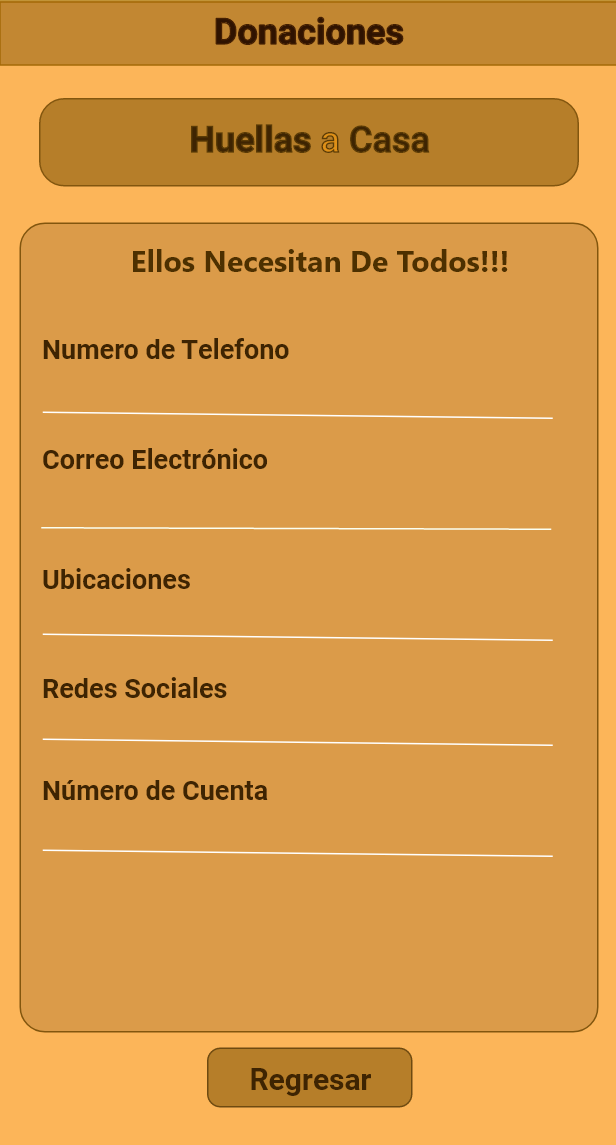 Donaciones
Huellas a Casa
Ellos Necesitan De Todos!!!
Numero de Telefono
Correo Electrónico
Ubicaciones
Redes Sociales
Número de Cuenta
Regresar